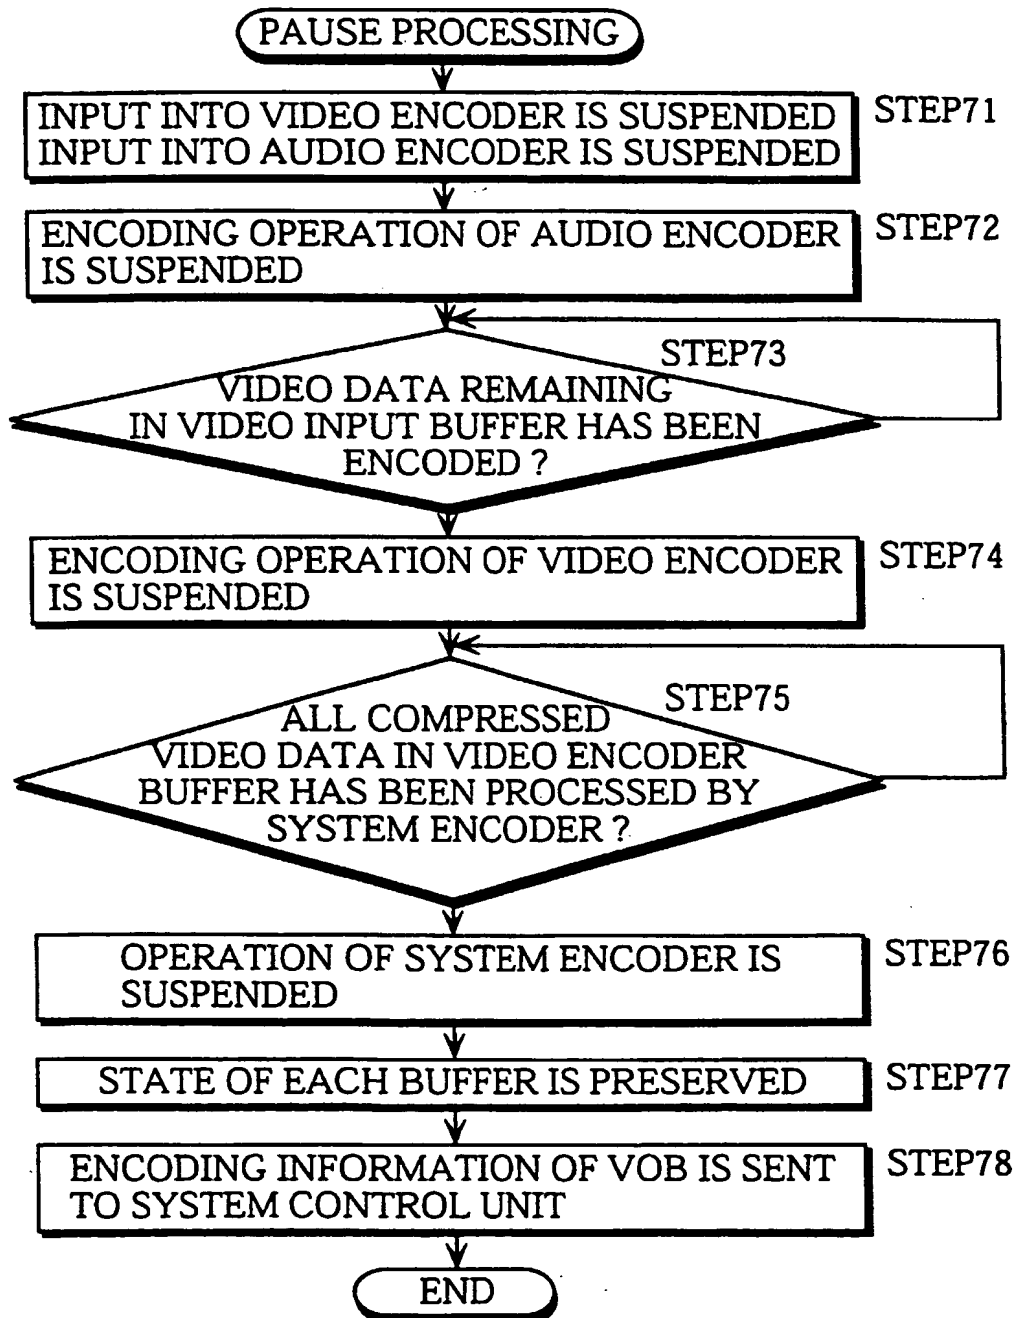 PAUSE PROCESSING
INPUT INTO VIDEO ENCODER IS SUSPENDED
INPUT INTO AUDIO ENCODER IS SUSPENDED
STEP71
ENCODING OPERATION OF AUDIO ENCODER
IS SUSPENDED
STEP72
STEP73
VIDEO DATA REMAINING
IN VIDEO INPUT BUFFER HAS BEEN
ENCODED ?
ENCODING OPERATION OF VIDEO ENCODER
IS SUSPENDED
STEP74
STEP75
ALL COMPRESSED
VIDEO DATA IN VIDEO ENCODER
BUFFER HAS BEEN PROCESSED BY
SYSTEM ENCODER ?
OPERATION OF SYSTEM ENCODER IS
SUSPENDED
STEP76
STATE OF EACH BUFFER IS PRESERVED
STEP77
ENCODING INFORMATION OF VOB IS SENT
TO SYSTEM CONTROL UNIT
STEP78
END